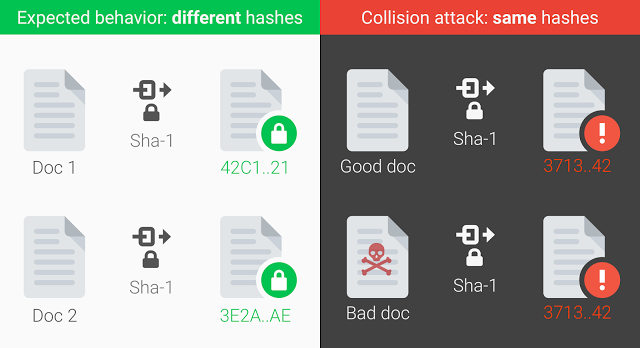 Expected behavior: different hashes
Doc 1
Sha-1
42C1..21
Doc 2
Sha-1
3E2A..AE
Collision attack: same hashes
Good doc
Sha-1
3713..42
Bad doc
Sha-1
3713..42